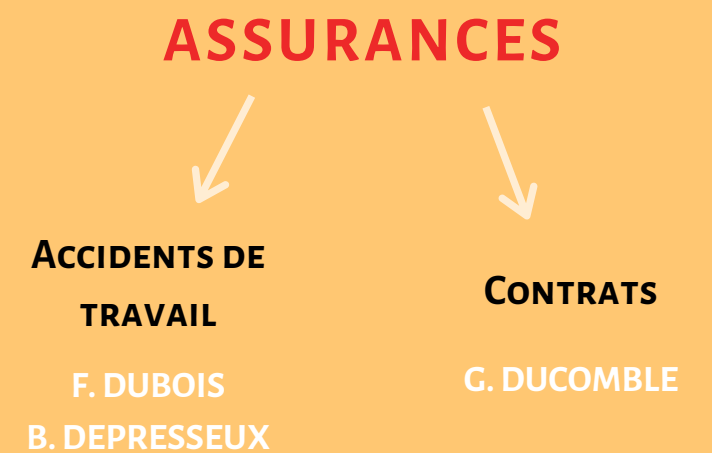 ASSURANCES
ACCIDENTS DE
TRAVAIL
F. DUBOIS
B. DEPRESSEUX
CONTRATS
G. DUCOMBLE